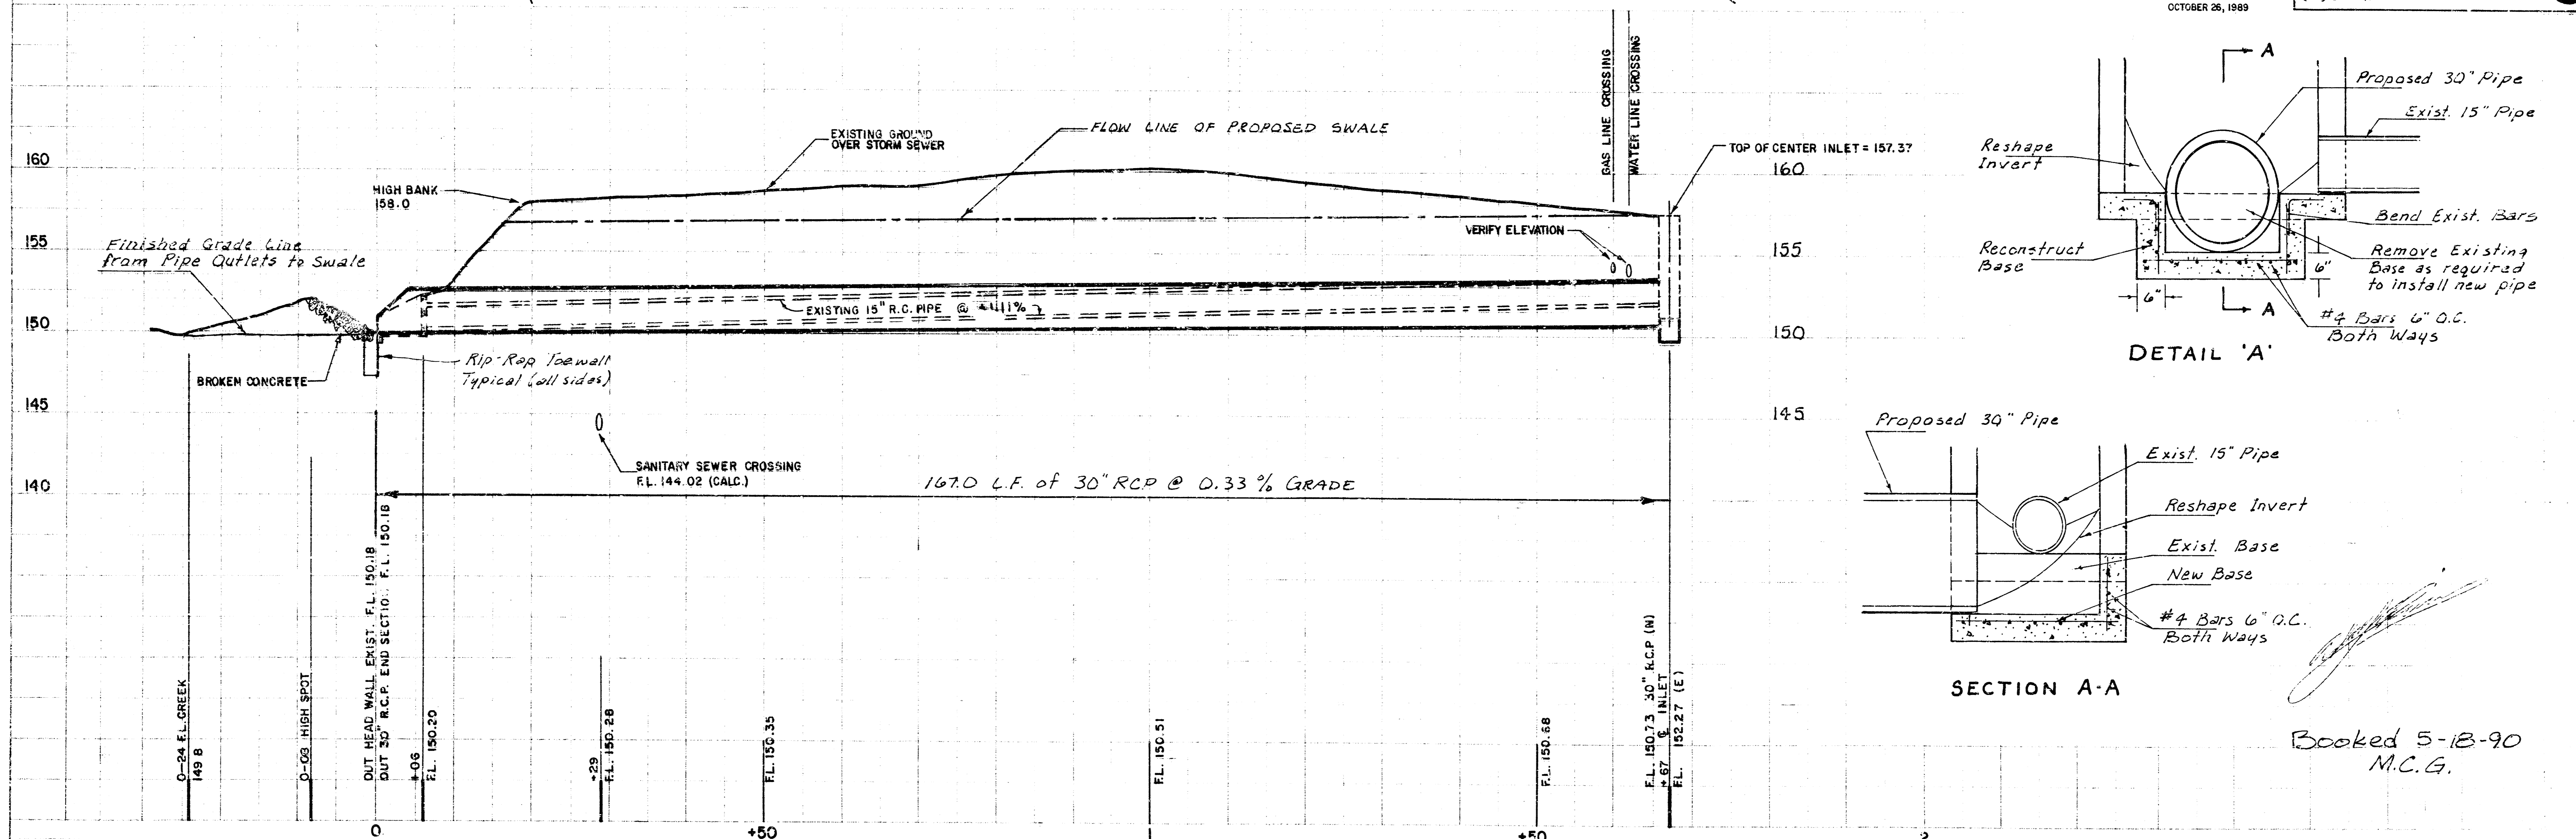 OCTOBER 26, 1989
GAS LINE CROSSING
WATER LINE CROSSING
A
Proposed 30" Pipe
Exist. 15" Pipe
Reshape
Invert
Bend Exist. Bars
Reconstruct
Base
Remove Existing
Base as required
to install new pipe
6"
6"
A
#4 Bars 6" O.C.
Both Ways
DETAIL 'A'
EXISTING GROUND
OVER STORM SEWER
FLOW LINE OF PROPOSED SWALE
TOP OF CENTER INLET = 157.37
160
160
HIGH BANK
158.0
155
155
Finished Grade Line
from Pipe Outlets to Swale
VERIFY ELEVATION
EXISTING 15" R.C. PIPE @
150
150
Rip-Rap Toewall
Typical (all sides)
BROKEN CONCRETE
145
145
SANITARY SEWER CROSSING
F.L. 144.02 (CALC.)
140
167.0 L.F. of 30" RCP @ 0.33 % GRADE
Proposed 30" Pipe
Exist. 15" Pipe
Reshape Invert
Exist. Base
New Base
#4 Bars 6" O.C.
Both Ways
SECTION A-A
0-24 F.L. CREEK
149.8
0-08 HIGH SPOT
OUT HEAD WALL EXIST. F.L. 150.18
OUT 30" R.C.P. END SECTION F.L. 150.18
+06
F.L. 150.20
+29
F.L. 150.28
F.L. 150.35
F.L. 150.51
F.L. 150.68
F.L. 150.73 30" R.C.P (N)
+67 ℄ INLET
F.L. 152.27 (E)
Booked 5-18-90
M.C.G.
0
+50
1
+50
2